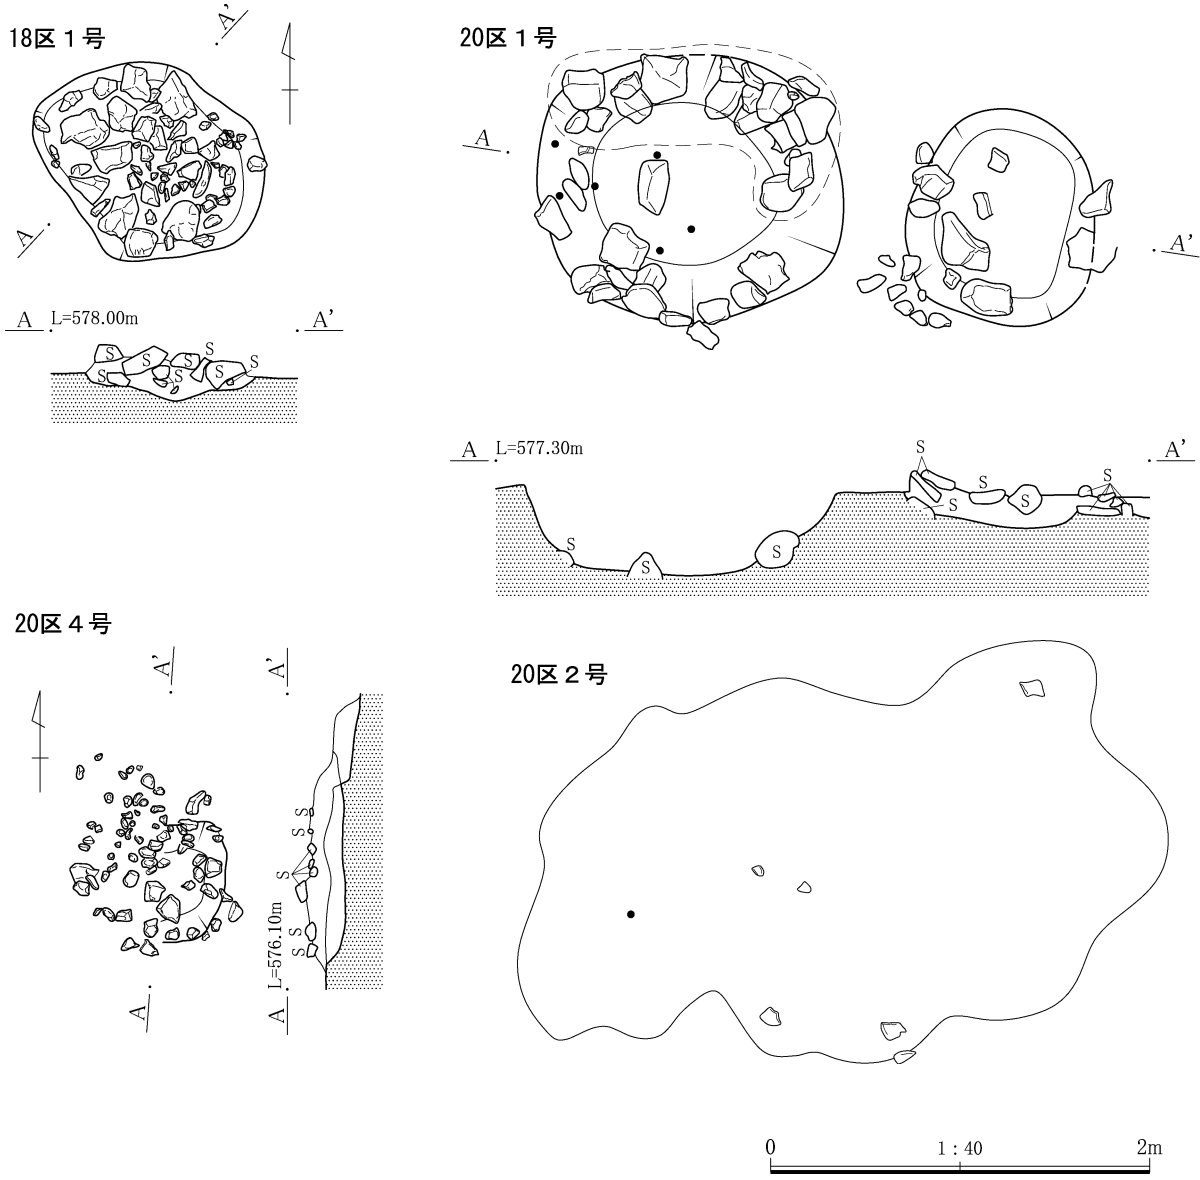 18区1号
A'
A
A L=578.00m A'
S S S S S S S S
20区1号
A
A'
A L=577.30m A'
S S S S S S S S
20区4号
A'
A'
S
S
S
S
S
L=576.10m
A
A
20区2号
0 1:40 2m